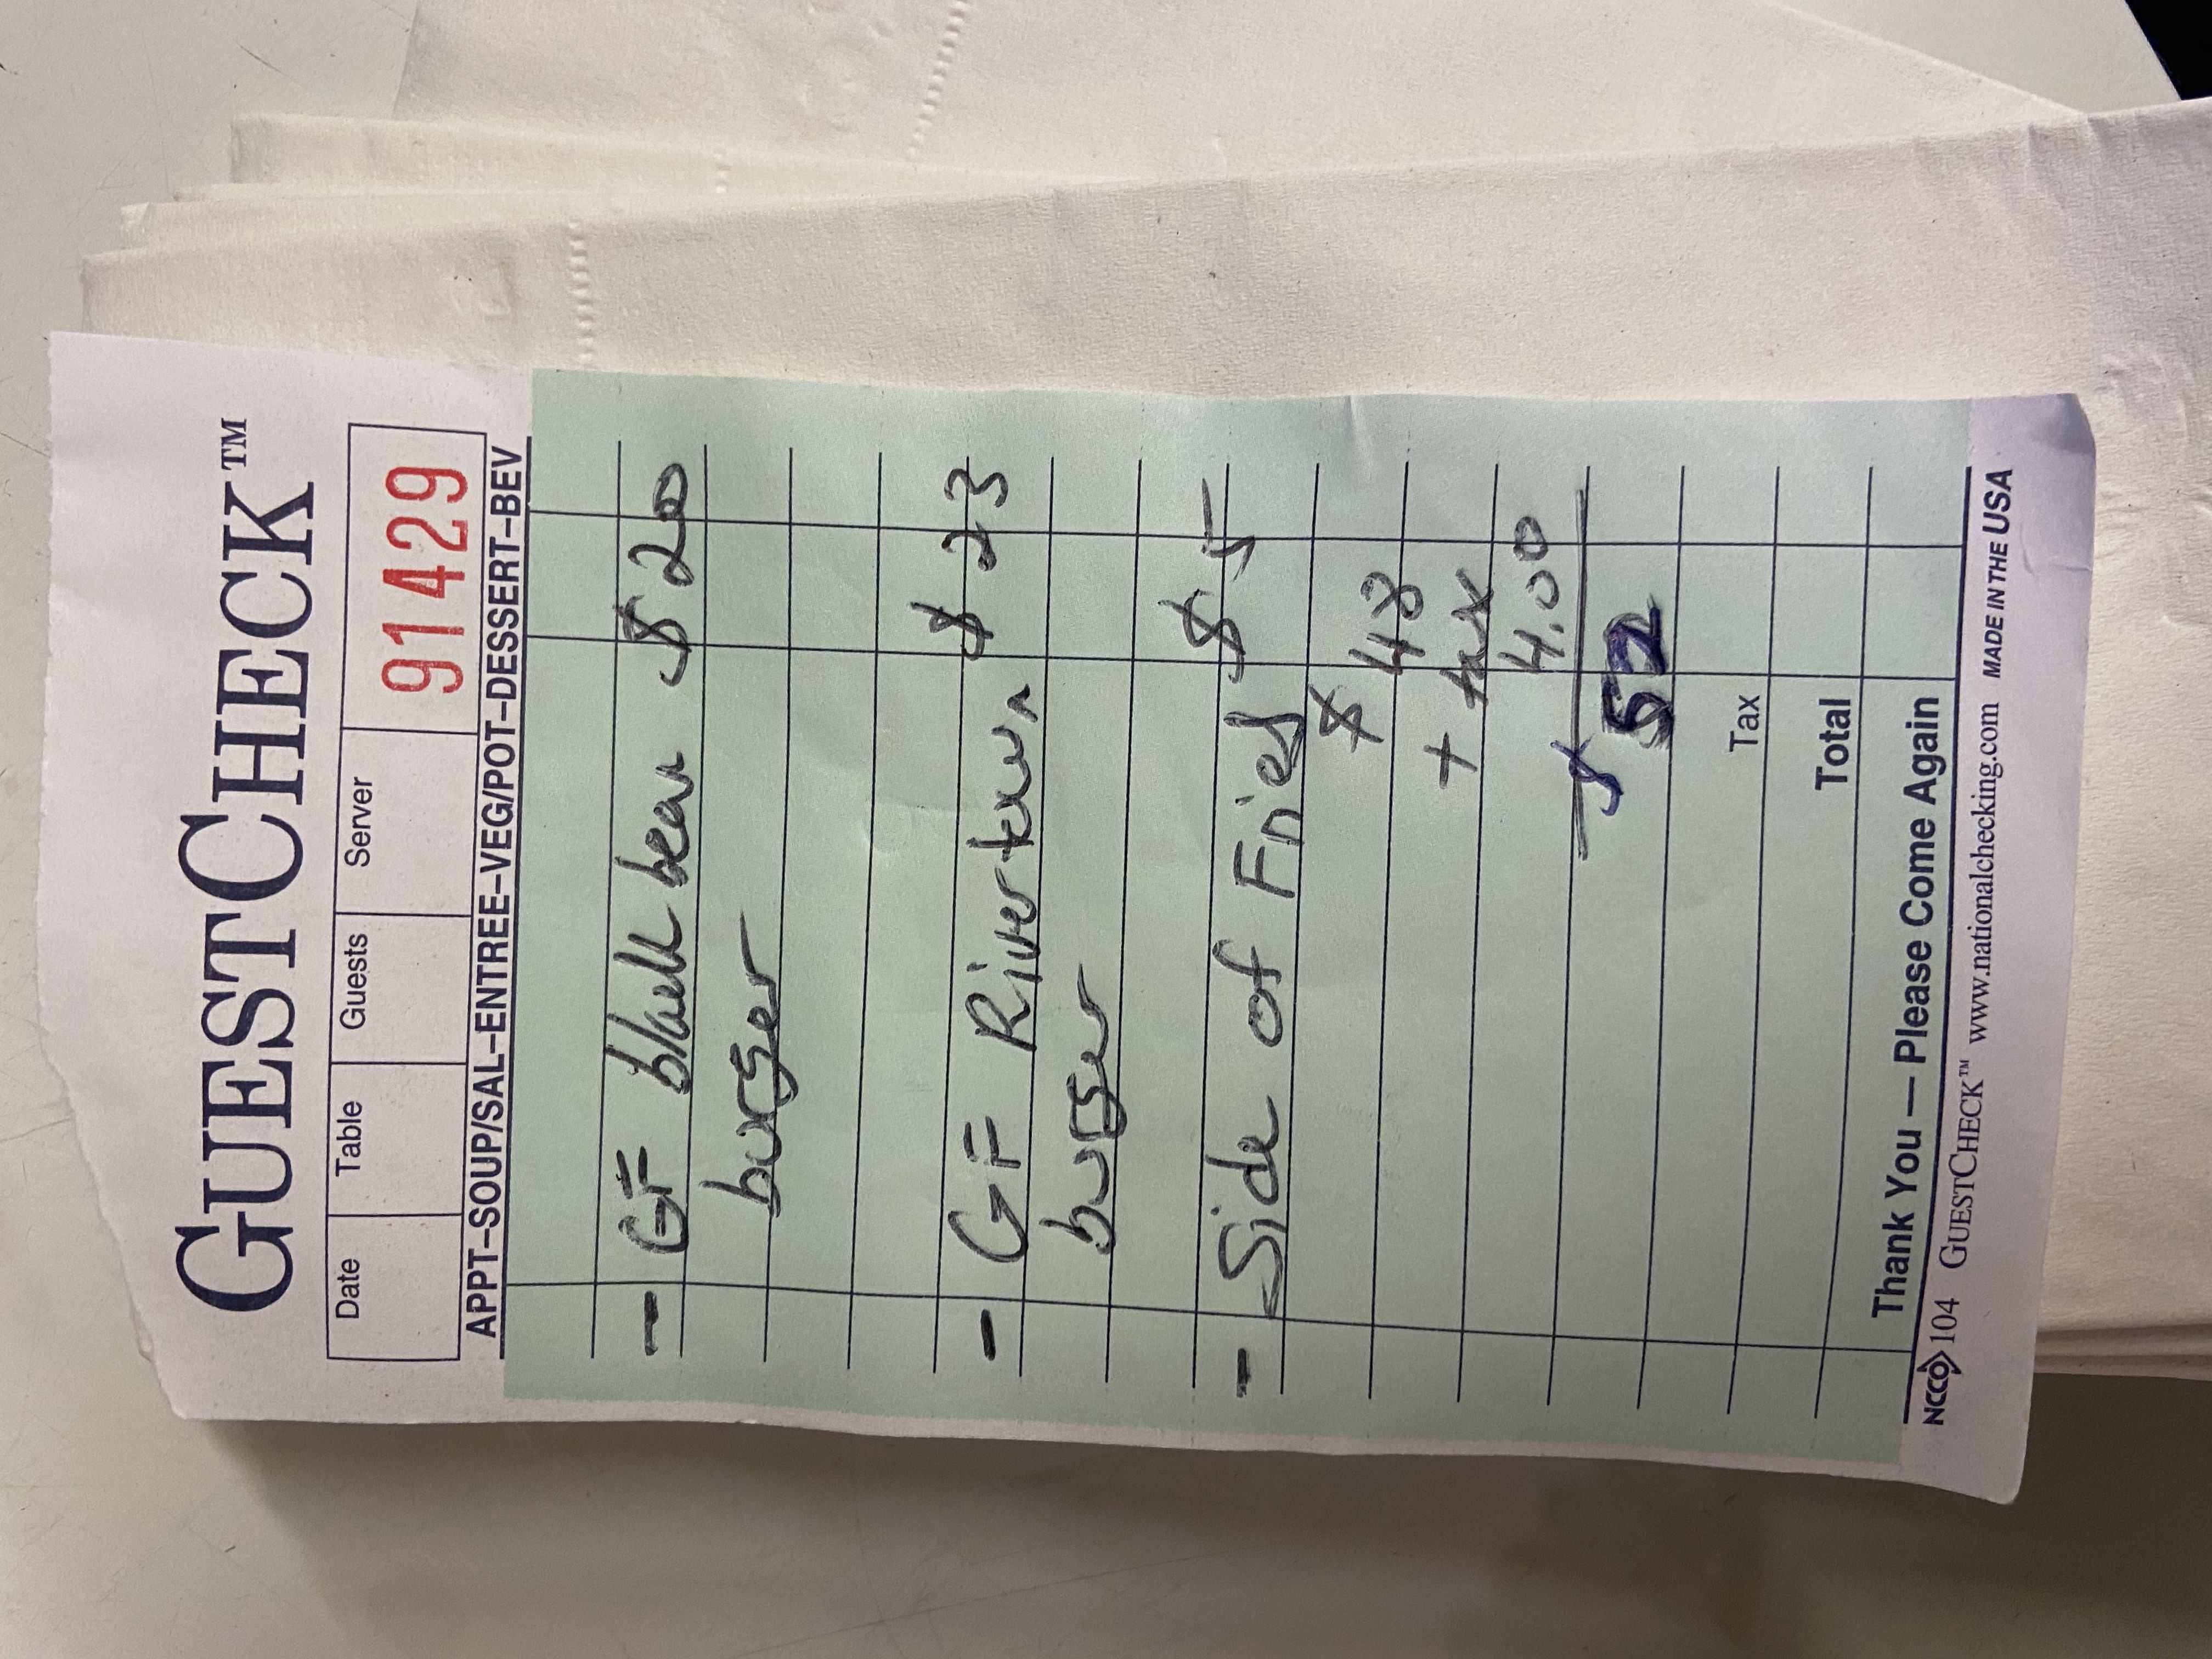 GUESTCHECK™
Date Table Guests Server
91429
APPT–SOUP/SAL–ENTREE–VEG/POT–DESSERT–BEV
- GF black bean $20
burger
- GF Rivertown $23
burger
- Side of Fries $5
$48
+ tax
4.00
$52
Tax
Total
Thank You — Please Come Again
NCCO 104 GUESTCHECK™ www.nationalchecking.com MADE IN THE USA